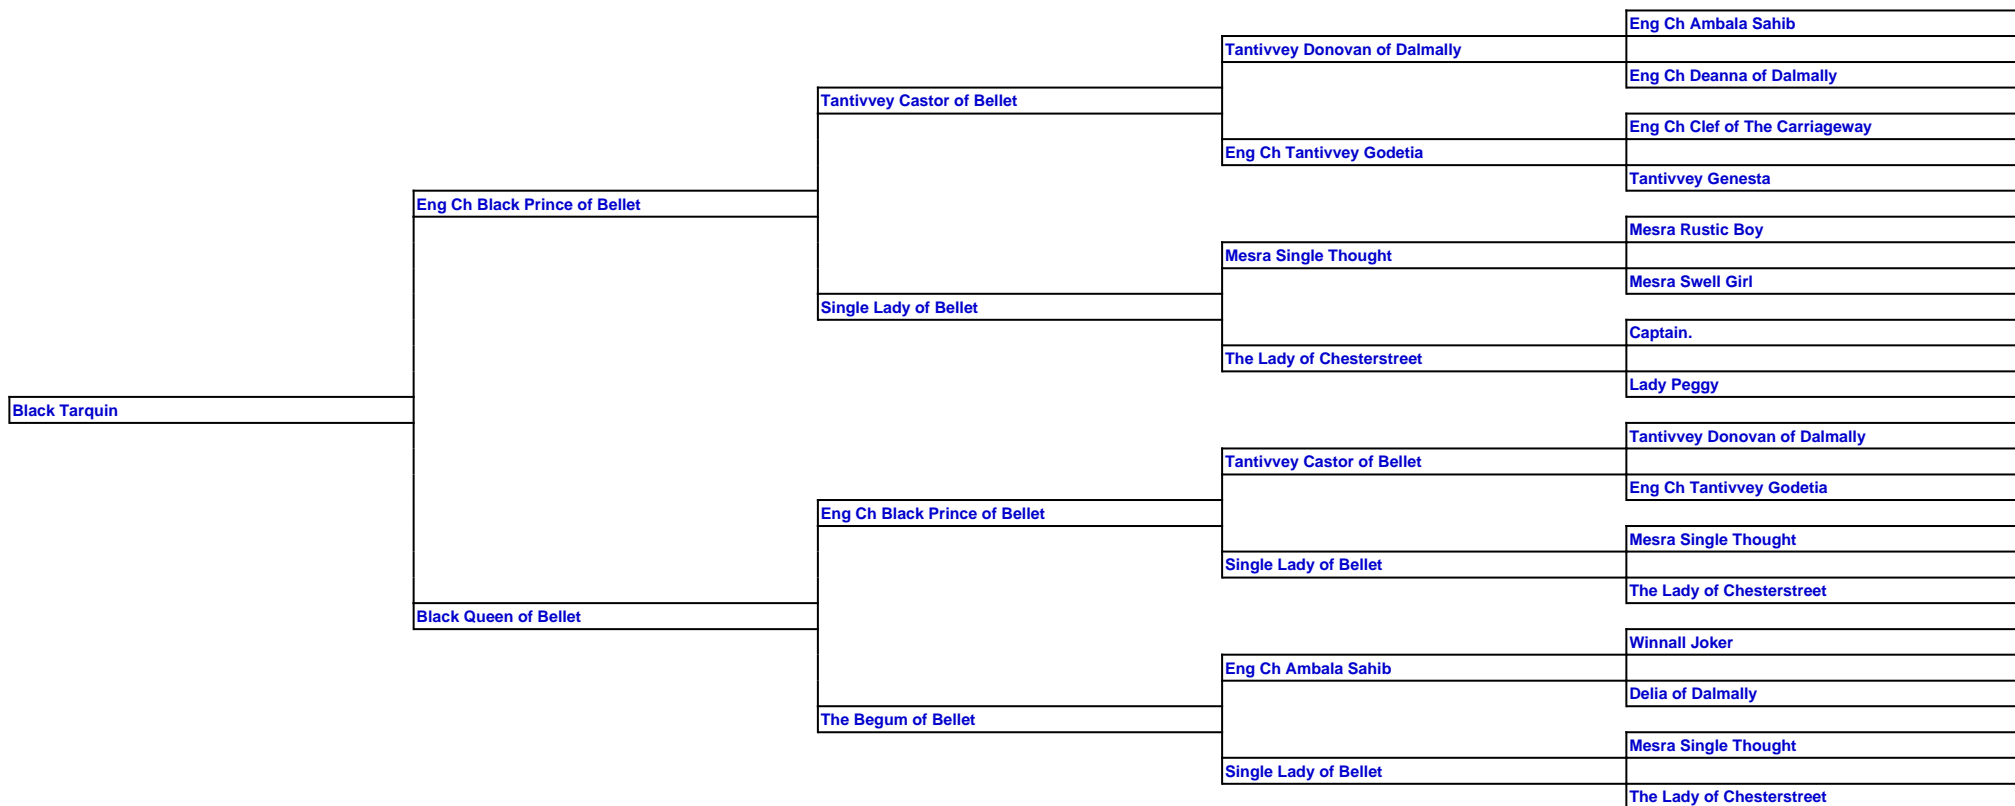 Eng Ch Ambala Sahib
Tantivvey Donovan of Dalmally
Eng Ch Deanna of Dalmally
Tantivvey Castor of Bellet
Eng Ch Clef of The Carriageway
Eng Ch Tantivvey Godetia
Tantivvey Genesta
Eng Ch Black Prince of Bellet
Mesra Rustic Boy
Mesra Single Thought
Mesra Swell Girl
Single Lady of Bellet
Captain.
The Lady of Chesterstreet
Lady Peggy
Black Tarquin
Tantivvey Donovan of Dalmally
Tantivvey Castor of Bellet
Eng Ch Tantivvey Godetia
Eng Ch Black Prince of Bellet
Mesra Single Thought
Single Lady of Bellet
The Lady of Chesterstreet
Black Queen of Bellet
Winnall Joker
Eng Ch Ambala Sahib
Delia of Dalmally
The Begum of Bellet
Mesra Single Thought
Single Lady of Bellet
The Lady of Chesterstreet